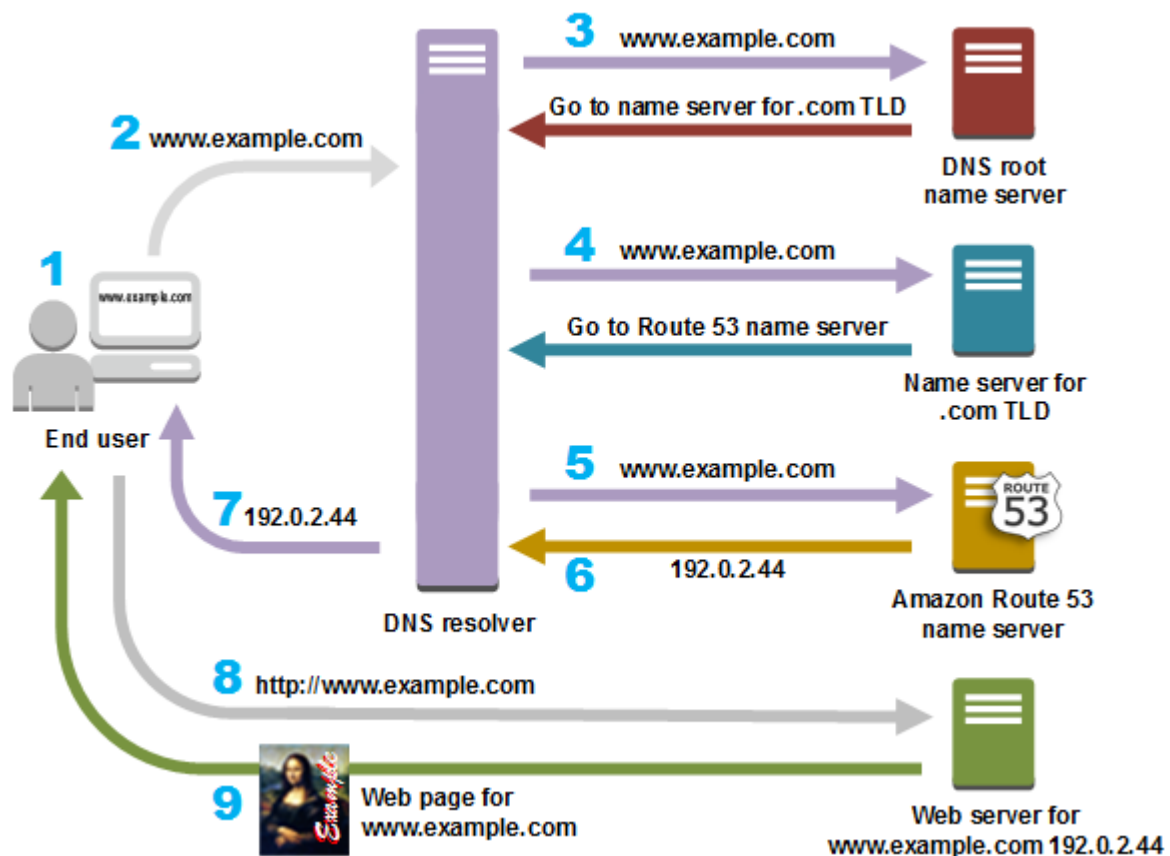 3 www.example.com
Go to name server for .com TLD
DNS root
name server
2 www.example.com
1
www.example.com
End user
4 www.example.com
Go to Route 53 name server
Name server for
.com TLD
5 www.example.com
ROUTE
53
6 192.0.2.44
Amazon Route 53
name server
7 192.0.2.44
DNS resolver
8 http://www.example.com
9
Example
Web page for
www.example.com
Web server for
www.example.com 192.0.2.44